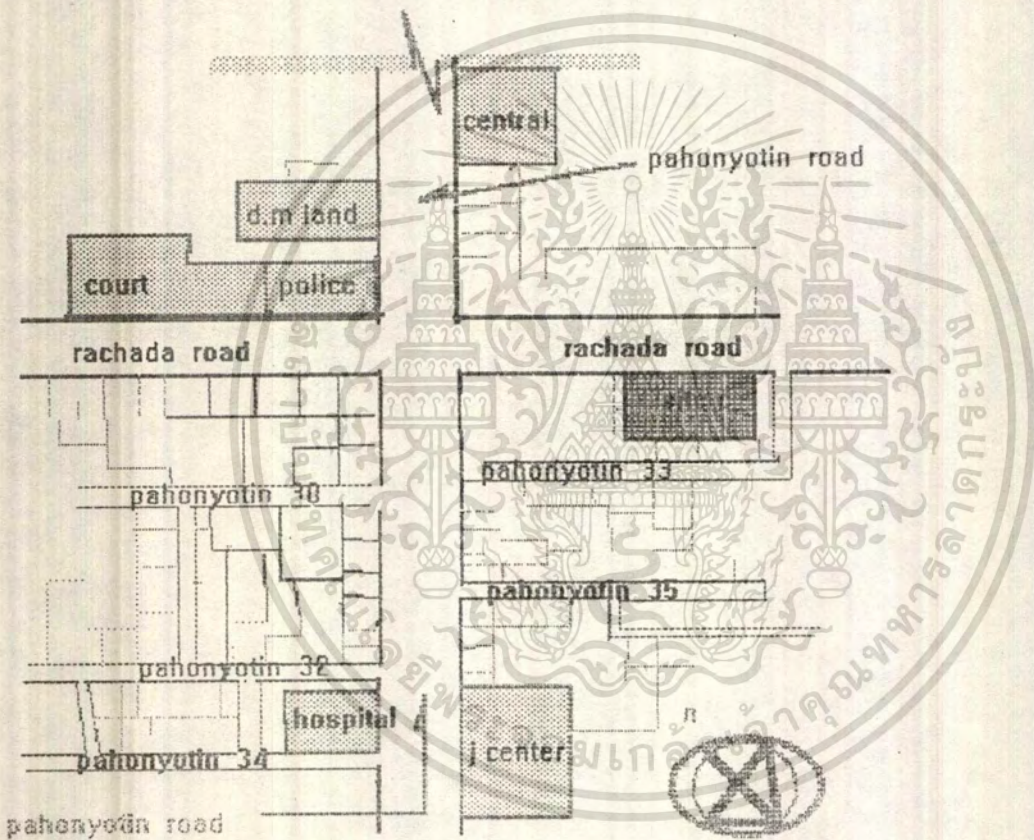 central
pahonyotin road
d.m land
court
police
rachada road
rachada road
pahonyotin 33
pahonyotin 30
pahonyotin 35
pahonyotin 32
hospital
j center
pahonyotin 34
pahonyotin road